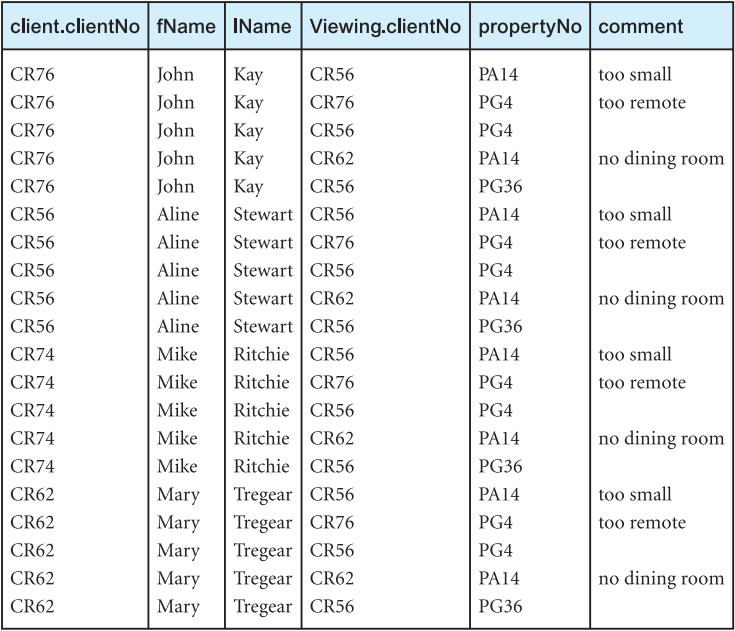 client.clientNo fName lName Viewing.clientNo propertyNo comment
CR76 John Kay CR56 PA14 too small
CR76 John Kay CR76 PG4 too remote
CR76 John Kay CR56 PG4
CR76 John Kay CR62 PA14 no dining room
CR76 John Kay CR56 PG36
CR56 Aline Stewart CR56 PA14 too small
CR56 Aline Stewart CR76 PG4 too remote
CR56 Aline Stewart CR56 PG4
CR56 Aline Stewart CR62 PA14 no dining room
CR56 Aline Stewart CR56 PG36
CR74 Mike Ritchie CR56 PA14 too small
CR74 Mike Ritchie CR76 PG4 too remote
CR74 Mike Ritchie CR56 PG4
CR74 Mike Ritchie CR62 PA14 no dining room
CR74 Mike Ritchie CR56 PG36
CR62 Mary Tregear CR56 PA14 too small
CR62 Mary Tregear CR76 PG4 too remote
CR62 Mary Tregear CR56 PG4
CR62 Mary Tregear CR62 PA14 no dining room
CR62 Mary Tregear CR56 PG36